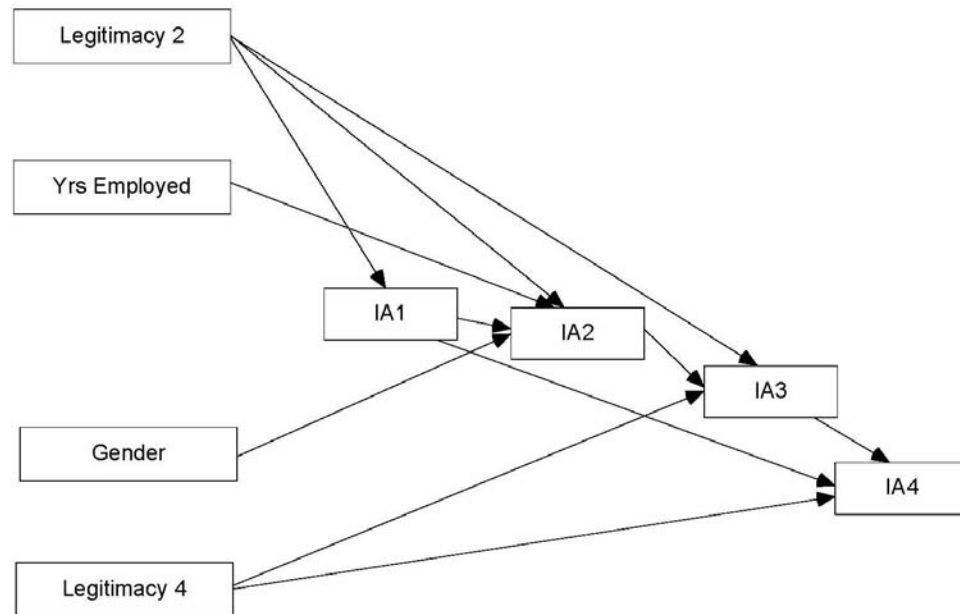 Legitimacy 2
Yrs Employed
IA1
IA2
IA3
Gender
IA4
Legitimacy 4